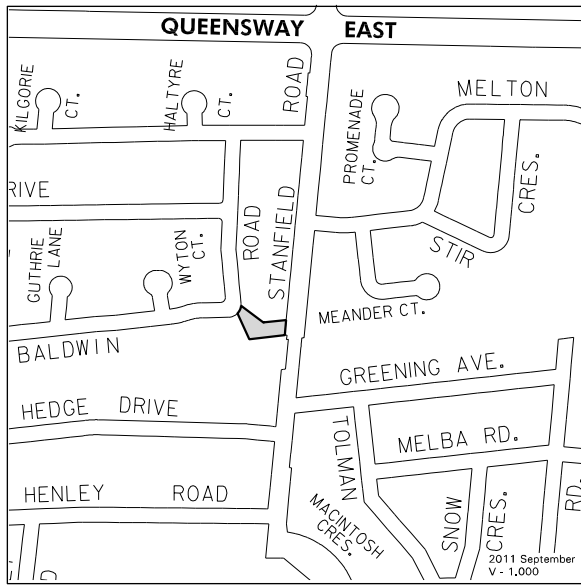 QUEENSWAY EAST
KILGORIE CT.
HALTYRE CT.
ROAD
PROMENADE CT.
MELTON
CRES.
RIVE
ROAD
STANFIELD
STIR
GUTHRIE LANE
WYTON CT.
MEANDER CT.
BALDWIN
GREENING AVE.
HEDGE DRIVE
TOLMAN
MELBA RD.
HENLEY ROAD
MACINTOSH CRES.
SNOW
CRES.
RD.
2011 September
V - 1,000